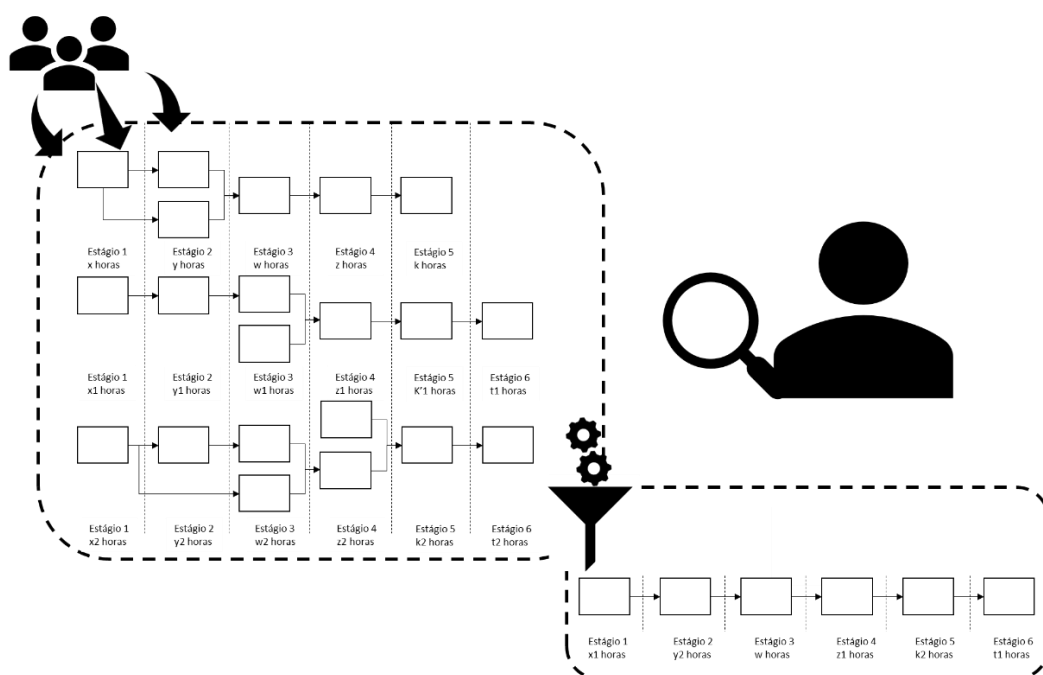 Estágio 1
x horas
Estágio 2
y horas
Estágio 3
w horas
Estágio 4
z horas
Estágio 5
k horas
Estágio 1
x1 horas
Estágio 2
y1 horas
Estágio 3
w1 horas
Estágio 4
z1 horas
Estágio 5
K'1 horas
Estágio 6
t1 horas
Estágio 1
x2 horas
Estágio 2
y2 horas
Estágio 3
w2 horas
Estágio 4
z2 horas
Estágio 5
k2 horas
Estágio 6
t2 horas
Estágio 1
x1 horas
Estágio 2
y2 horas
Estágio 3
w horas
Estágio 4
z1 horas
Estágio 5
k2 horas
Estágio 6
t1 horas